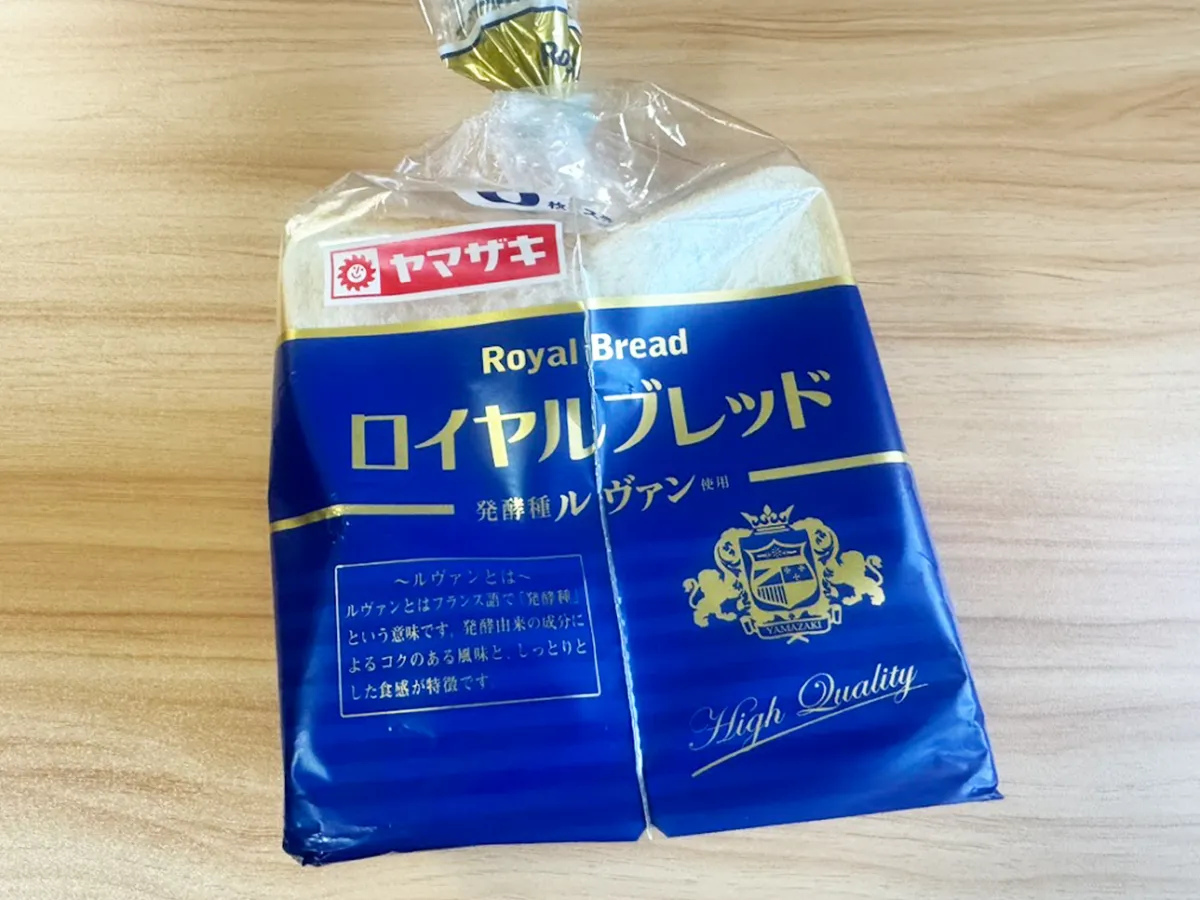 Roy
枚
ヤマザキ
Royal Bread
ロイヤルブレッド
発酵種ルヴァン使用
～ルヴァンとは～
ルヴァンとはフランス語で「発酵種」
という意味です。発酵由来の成分に
よるコクのある風味と、しっとりと
した食感が特徴です
YAMAZAKI
High Quality